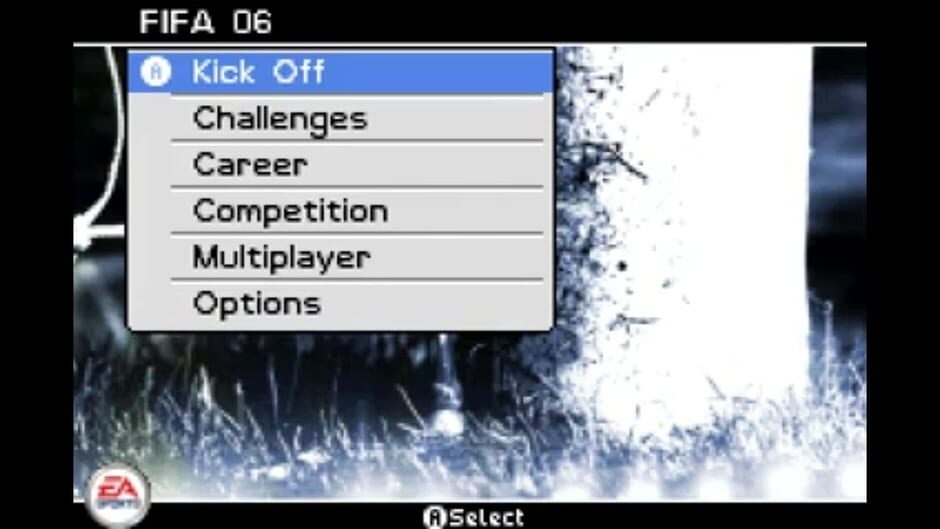 FIFA 06
A Kick Off
Challenges
Career
Competition
Multiplayer
Options
EA
SPORTS
A Select